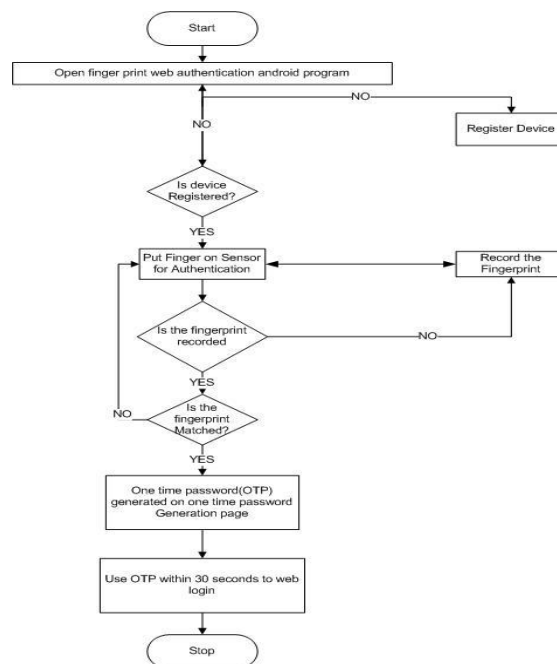 Start
Open finger print web authentication android program
NO
NO
Register Device
Is device
Registered?
YES
Put Finger on Sensor
for Authentication
Record the
Fingerprint
Is the fingerprint
recorded
NO
YES
Is the
fingerprint
Matched?
NO
YES
One time password(OTP)
generated on one time password
Generation page
Use OTP within 30 seconds to web
login
Stop